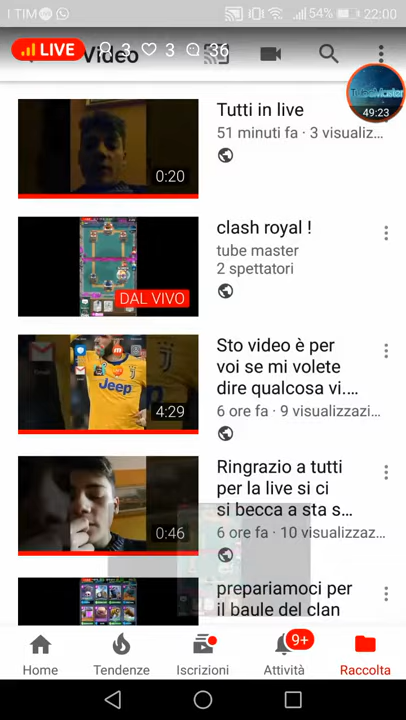 TIM 54% 22:00
LIVE 3 3 36
Video
TubeMaster
49:23
Tutti in live
51 minuti fa · 3 visualiz...
0:20
clash royal !
tube master
2 spettatori
DAL VIVO
Sto video è per
voi se mi volete
dire qualcosa vi....
6 ore fa · 9 visualizzazi...
Jeep
4:29
Ringrazio a tutti
per la live si ci
si becca a sta s...
6 ore fa · 10 visualizzaz...
0:46
prepariamoci per
il baule del clan
9+
Home Tendenze Iscrizioni Attività Raccolta